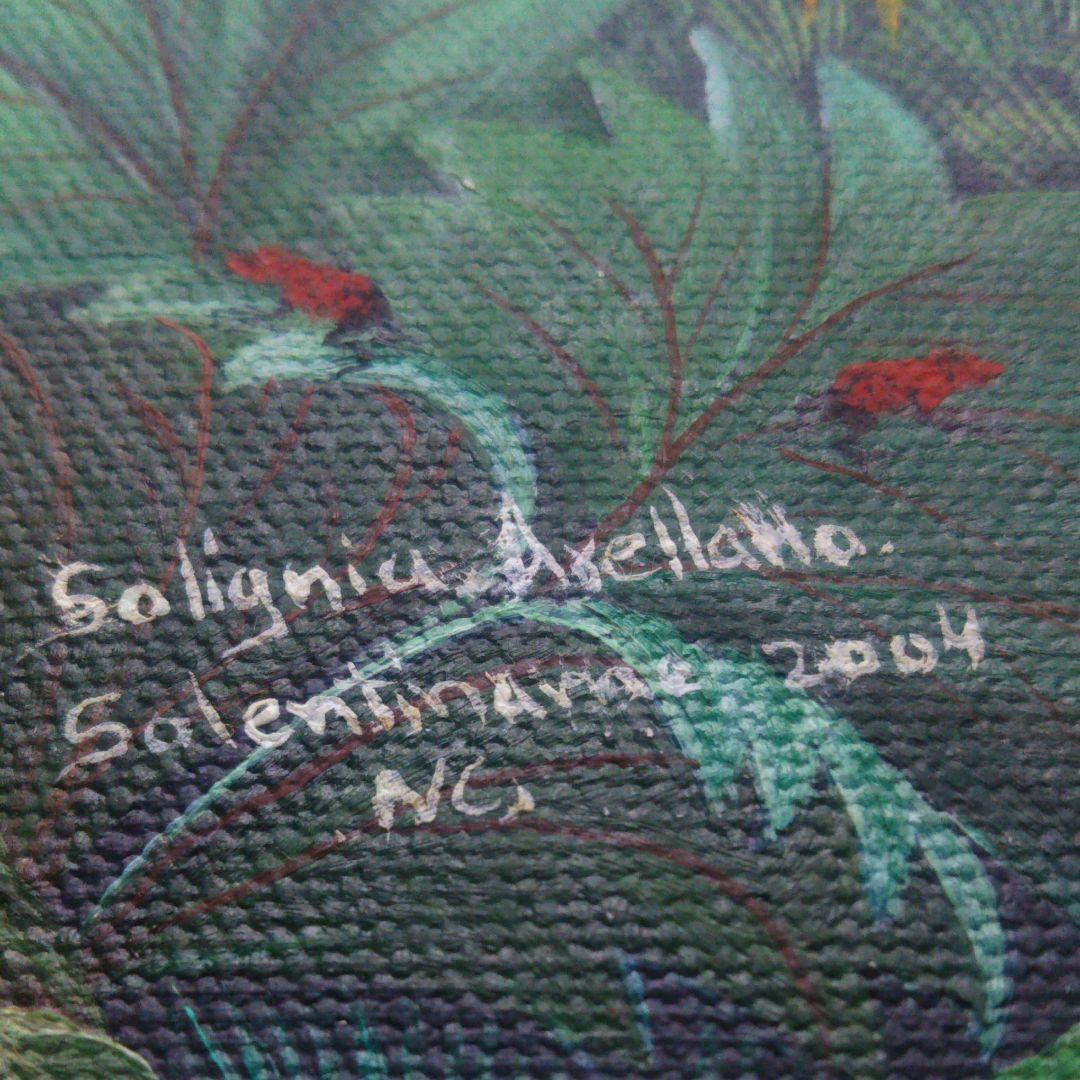 Solignia Arellano. 2004
Solentiname
NC.